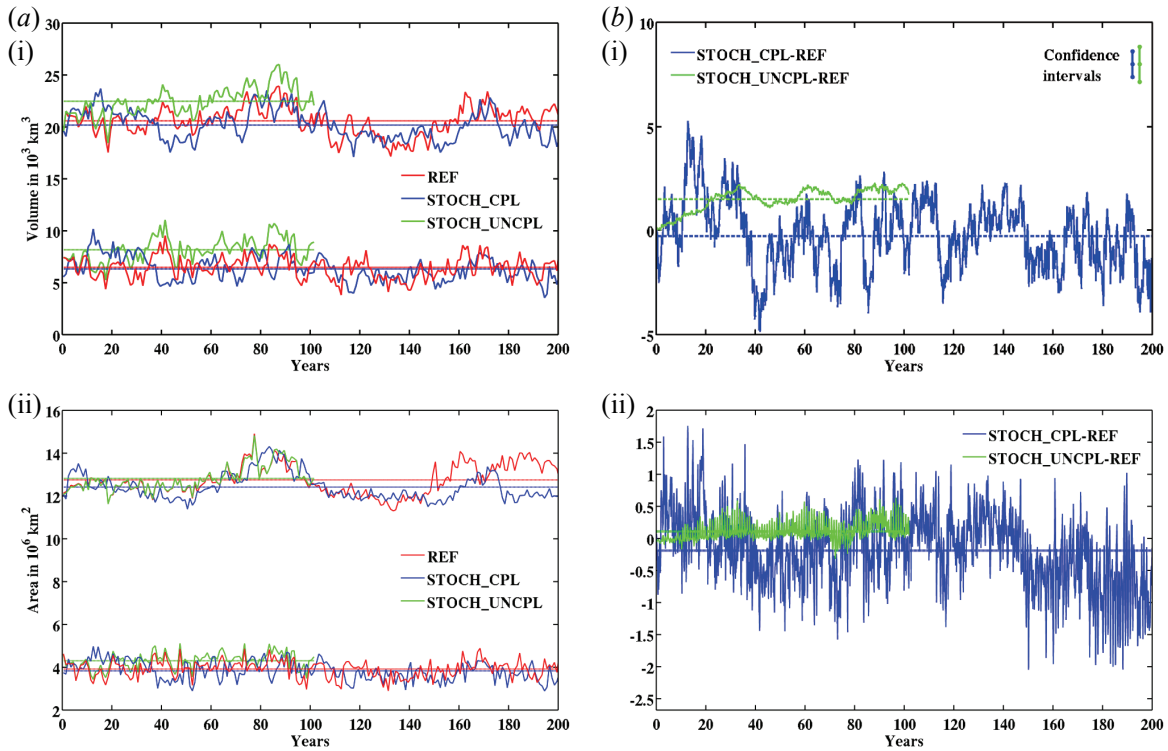 (a)
(i)
Volume in 10³ km³
30
25
20
15
10
5
0
REF
STOCH_CPL
STOCH_UNCPL
0 20 40 60 80 100 120 140 160 180 200
Years
(b)
(i)
10
5
0
-5
STOCH_CPL-REF
STOCH_UNCPL-REF
Confidence
intervals
0 20 40 60 80 100 120 140 160 180 200
Years
(ii)
Area in 10⁶ km²
16
14
12
10
8
6
4
2
REF
STOCH_CPL
STOCH_UNCPL
0 20 40 60 80 100 120 140 160 180 200
Years
(ii)
2
1.5
1
0.5
0
-0.5
-1
-1.5
-2
-2.5
STOCH_CPL-REF
STOCH_UNCPL-REF
0 20 40 60 80 100 120 140 160 180 200
Years